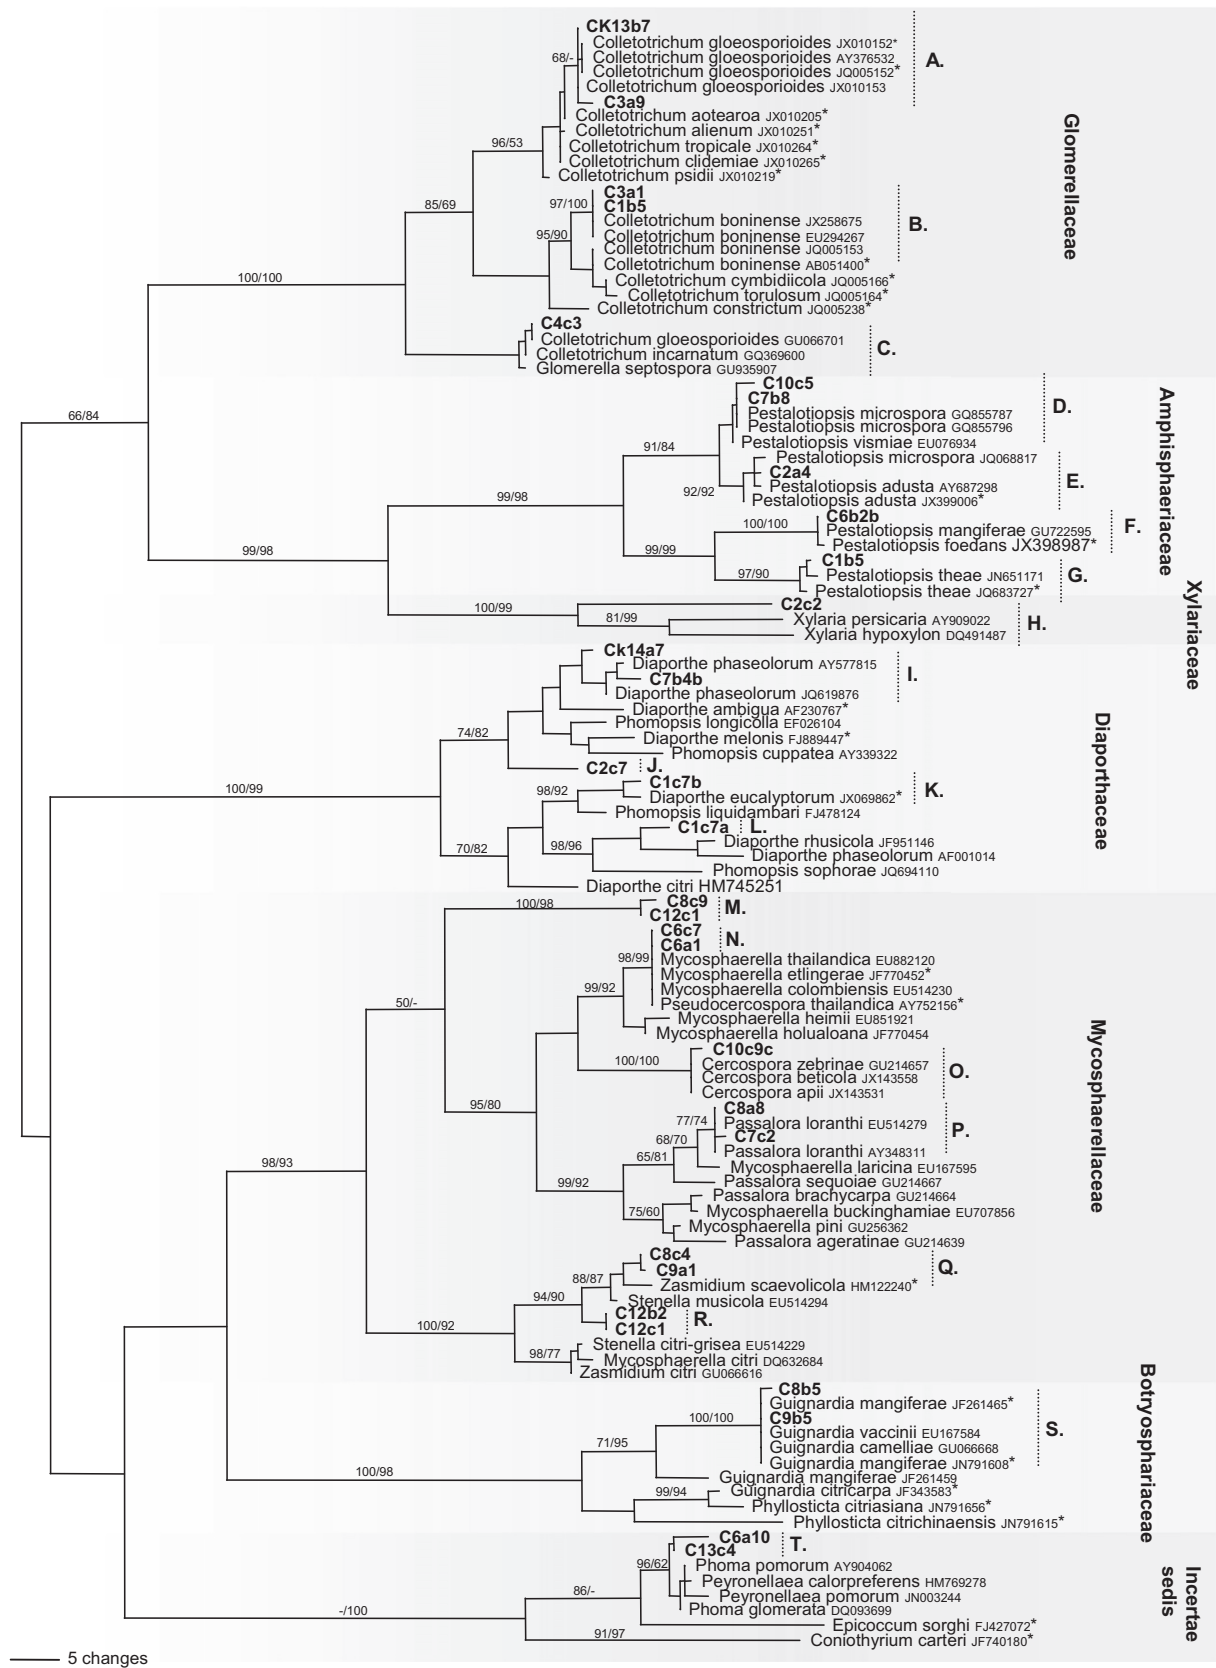 CK13b7
Colletotrichum gloeosporioides JX010152*
68/-
Colletotrichum gloeosporioides AY376532
A.
Colletotrichum gloeosporioides JQ005152*
Colletotrichum gloeosporioides JX010153
C3a9
Colletotrichum aotearoa JX010205*
Colletotrichum alienum JX010251*
96/53
Colletotrichum tropicale JX010264*
Colletotrichum clidemiae JX010265*
Colletotrichum psidii JX010219*
Glomerellaceae
C3a1
85/69
97/100
C1b5
Colletotrichum boninense JX258675
B.
95/90
Colletotrichum boninense EU294267
Colletotrichum boninense JQ005153
Colletotrichum boninense AB051400*
100/100
Colletotrichum cymbidiicola JQ005166*
Colletotrichum torulosum JQ005164*
Colletotrichum constrictum JQ005238*
C4c3
Colletotrichum gloeosporioides GU066701
C.
Colletotrichum incarnatum GQ369600
Glomerella septospora GU935907
C10c5
C7b8
D.
66/84
Pestalotiopsis microspora GQ855787
Pestalotiopsis microspora GQ855796
91/84
Pestalotiopsis vismiae EU076934
Pestalotiopsis microspora JQ068817
C2a4
E.
92/92
Pestalotiopsis adusta AY687298
99/98
Pestalotiopsis adusta JX399006*
Amphisphaeriaceae
C6b2b
100/100
Pestalotiopsis mangiferae GU722595
F.
99/98
99/99
Pestalotiopsis foedans JX398987*
C1b5
97/90
Pestalotiopsis theae JN651171
G.
Pestalotiopsis theae JQ683727*
100/99
C2c2
81/99
Xylaria persicaria AY909022
H.
Xylaria hypoxylon DQ491487
Xylariaceae
Ck14a7
Diaporthe phaseolorum AY577815
I.
C7b4b
Diaporthe phaseolorum JQ619876
Diaporthe ambigua AF230767*
Phomopsis longicolla EF026104
74/82
Diaporthe melonis FJ889447*
Phomopsis cuppatea AY339322
C2c7
J.
Diaporthaceae
100/99
98/92
C1c7b
Diaporthe eucalyptorum JX069862*
K.
Phomopsis liquidambari FJ478124
C1c7a
L.
70/82
98/96
Diaporthe rhusicola JF951146
Diaporthe phaseolorum AF001014
Phomopsis sophorae JQ694110
Diaporthe citri HM745251
100/98
C8c9
M.
C12c1
C6c7
N.
C6a1
98/99
Mycosphaerella thailandica EU882120
Mycosphaerella etlingerae JF770452*
99/92
Mycosphaerella colombiensis EU514230
50/-
Pseudocercospora thailandica AY752156*
Mycosphaerella heimii EU851921
Mycosphaerella holualoana JF770454
C10c9c
100/100
Cercospora zebrinae GU214657
O.
Cercospora beticola JX143558
Cercospora apii JX143531
95/80
C8a8
77/74
Passalora loranthi EU514279
P.
68/70
C7c2
65/81
Passalora loranthi AY348311
98/93
Mycosphaerella laricina EU167595
99/92
Passalora sequoiae GU214667
Passalora brachycarpa GU214664
75/60
Mycosphaerella buckinghamiae EU707856
Mycosphaerella pini GU256362
Passalora ageratinae GU214639
Mycosphaerellaceae
C8c4
Q.
88/87
C9a1
Zasmidium scaevolicola HM122240*
94/90
Stenella musicola EU514294
C12b2
R.
100/92
C12c1
98/77
Stenella citri-grisea EU514229
Mycosphaerella citri DQ632684
Zasmidium citri GU066616
C8b5
Guignardia mangiferae JF261465*
100/100
C9b5
S.
Guignardia vaccinii EU167584
71/95
Guignardia camelliae GU066668
Guignardia mangiferae JN791608*
100/98
Guignardia mangiferae JF261459
99/94
Guignardia citricarpa JF343583*
Phyllosticta citriasiana JN791656*
Phyllosticta citrichinaensis JN791615*
Botryosphariaceae
C6a10
T.
C13c4
96/62
Phoma pomorum AY904062
Peyronellaea calorpreferens HM769278
86/-
Peyronellaea pomorum JN003244
-/100
Phoma glomerata DQ093699
Epicoccum sorghi FJ427072*
91/97
Coniothyrium carteri JF740180*
Incertae
sedis
5 changes